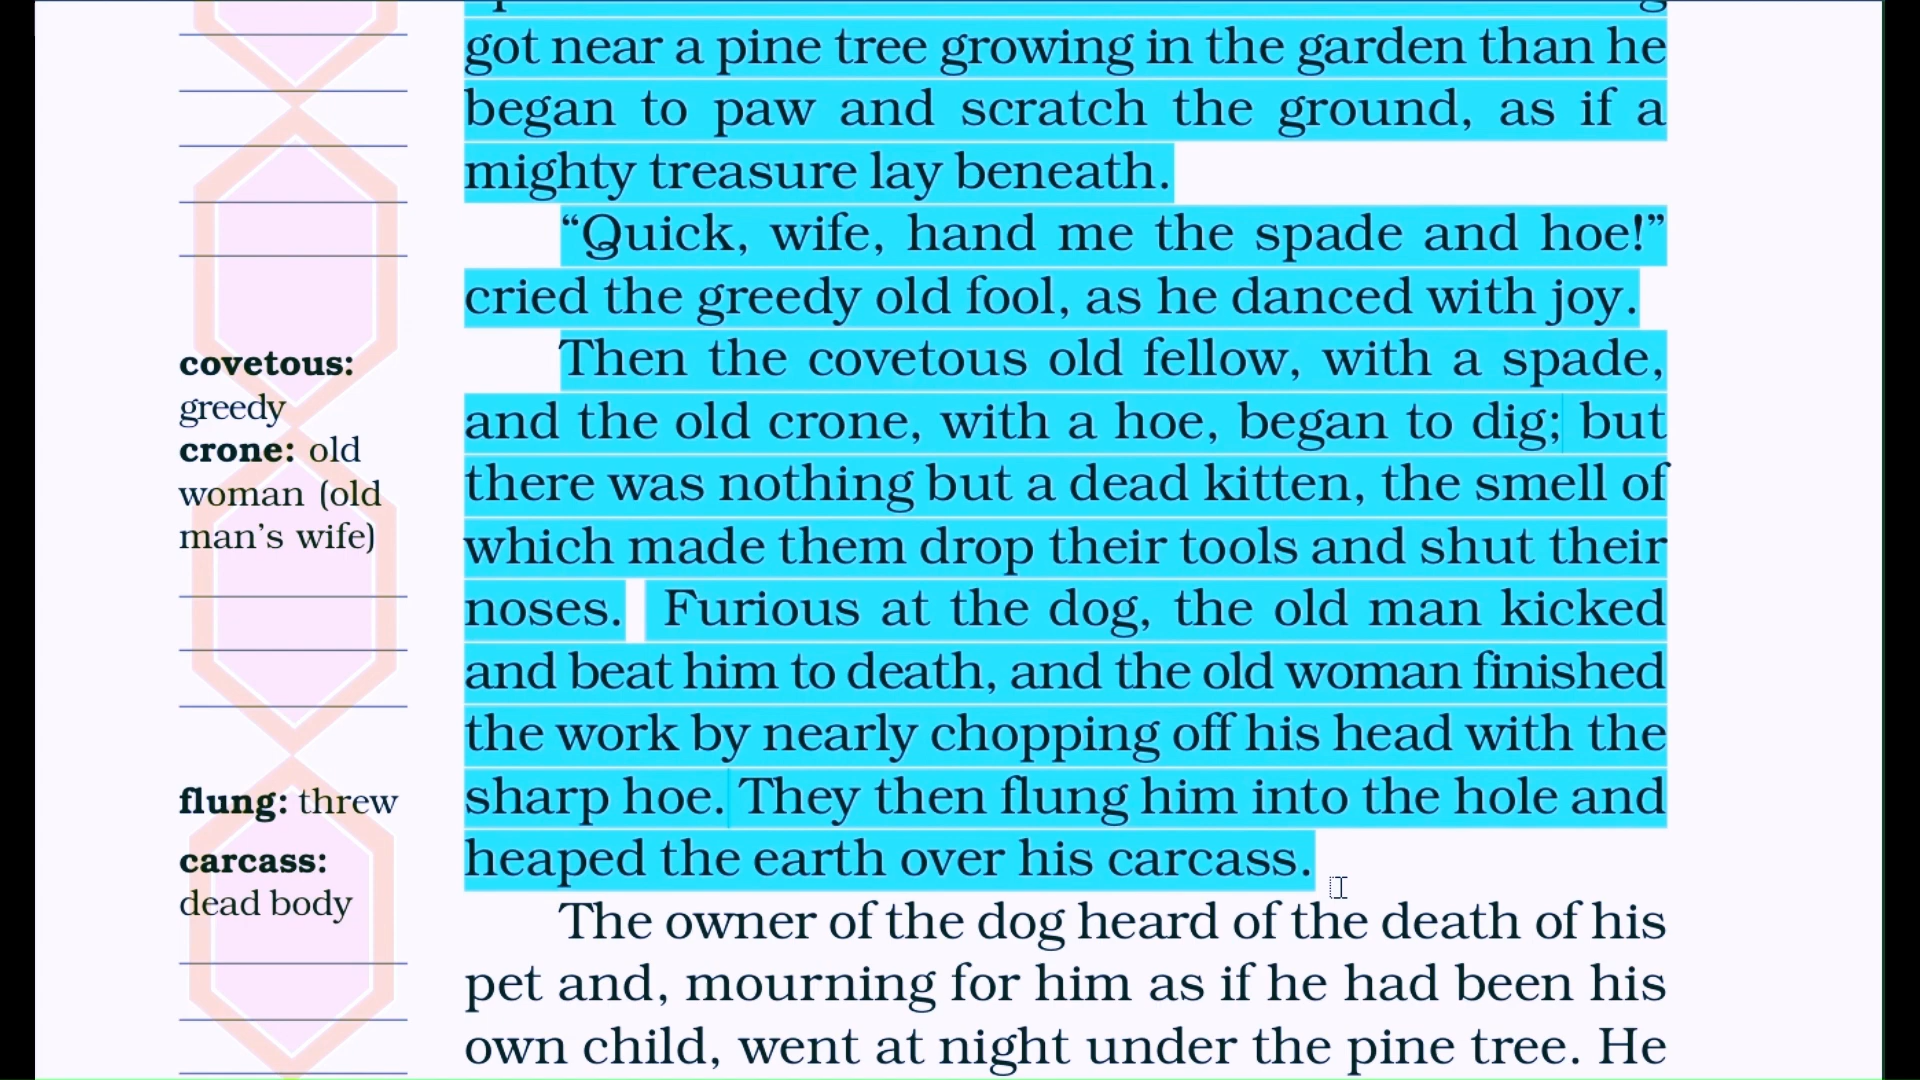 got near a pine tree growing in the garden than he
began to paw and scratch the ground, as if a
mighty treasure lay beneath.
“Quick, wife, hand me the spade and hoe!”
cried the greedy old fool, as he danced with joy.
Then the covetous old fellow, with a spade,
and the old crone, with a hoe, began to dig; but
there was nothing but a dead kitten, the smell of
which made them drop their tools and shut their
noses. Furious at the dog, the old man kicked
and beat him to death, and the old woman finished
the work by nearly chopping off his head with the
sharp hoe. They then flung him into the hole and
heaped the earth over his carcass.
The owner of the dog heard of the death of his
pet and, mourning for him as if he had been his
own child, went at night under the pine tree. He
covetous:
greedy
crone: old
woman (old
man’s wife)
flung: threw
carcass:
dead body